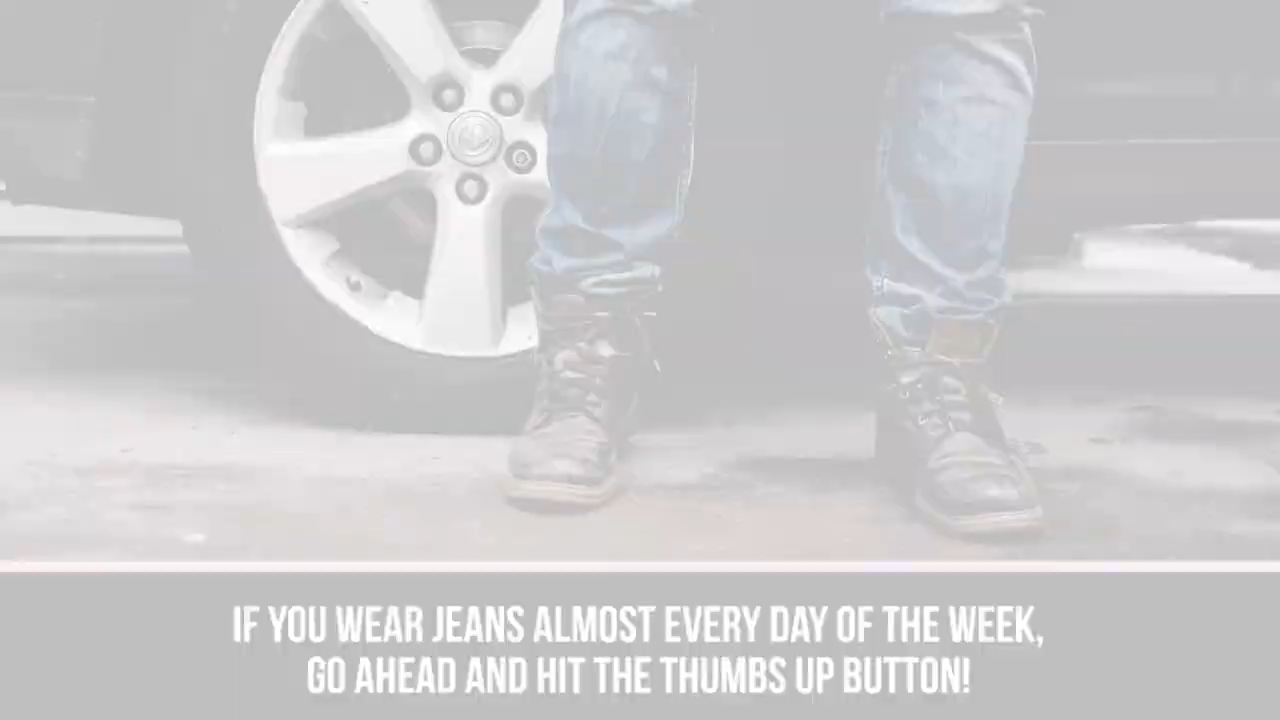 IF YOU WEAR JEANS ALMOST EVERY DAY OF THE WEEK,
GO AHEAD AND HIT THE THUMBS UP BUTTON!